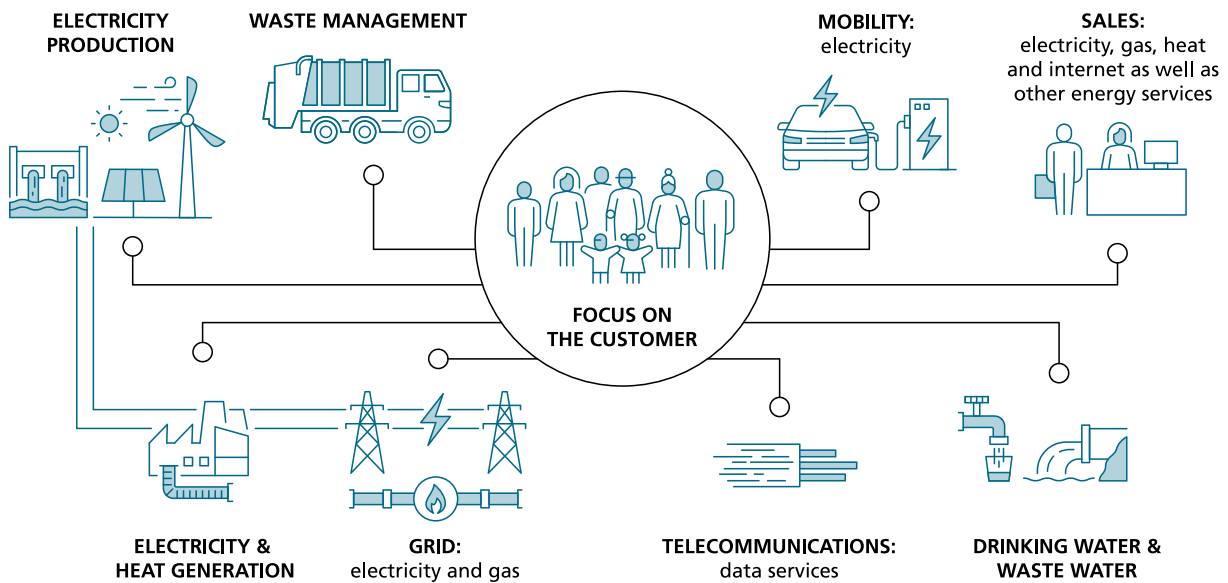 ELECTRICITY
PRODUCTION
WASTE MANAGEMENT
MOBILITY:
electricity
SALES:
electricity, gas, heat
and internet as well as
other energy services
FOCUS ON
THE CUSTOMER
ELECTRICITY &
HEAT GENERATION
GRID:
electricity and gas
TELECOMMUNICATIONS:
data services
DRINKING WATER &
WASTE WATER